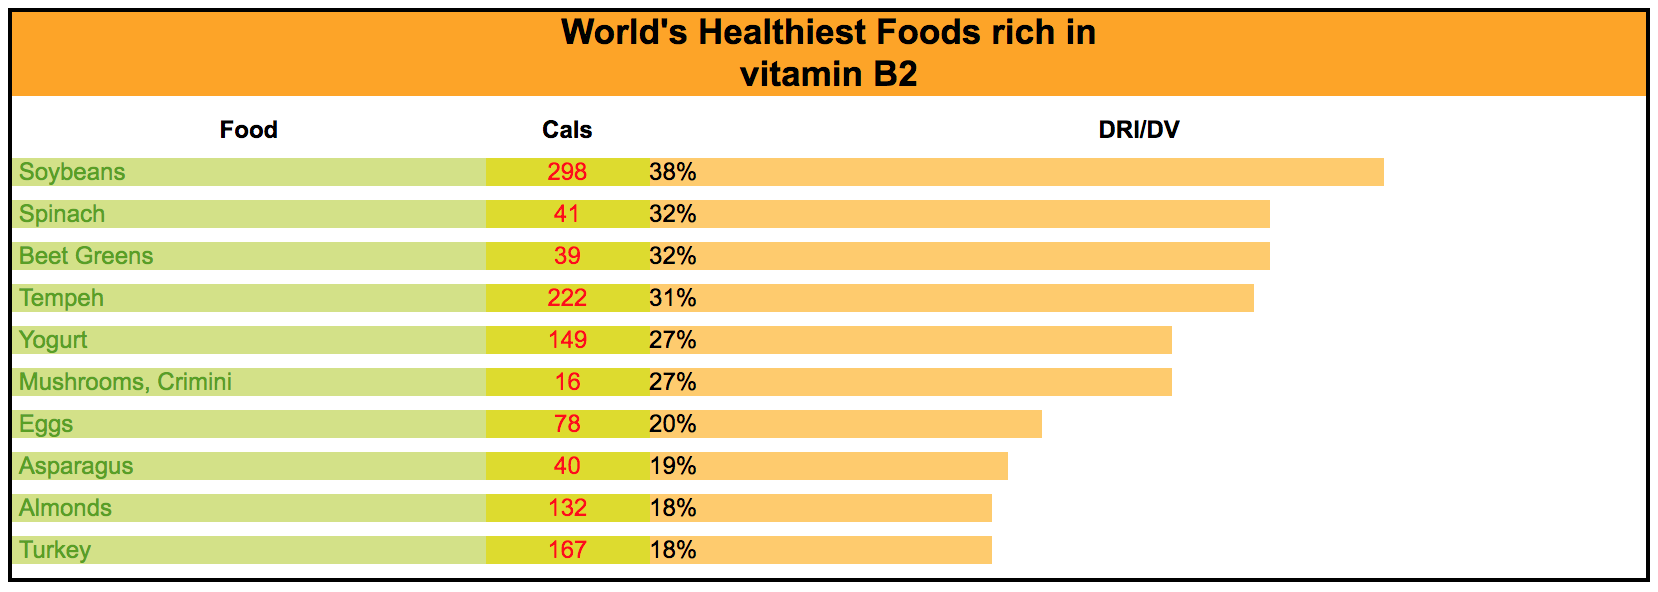 World's Healthiest Foods rich in
vitamin B2
Food Cals DRI/DV
Soybeans 298 38%
Spinach 41 32%
Beet Greens 39 32%
Tempeh 222 31%
Yogurt 149 27%
Mushrooms, Crimini 16 27%
Eggs 78 20%
Asparagus 40 19%
Almonds 132 18%
Turkey 167 18%